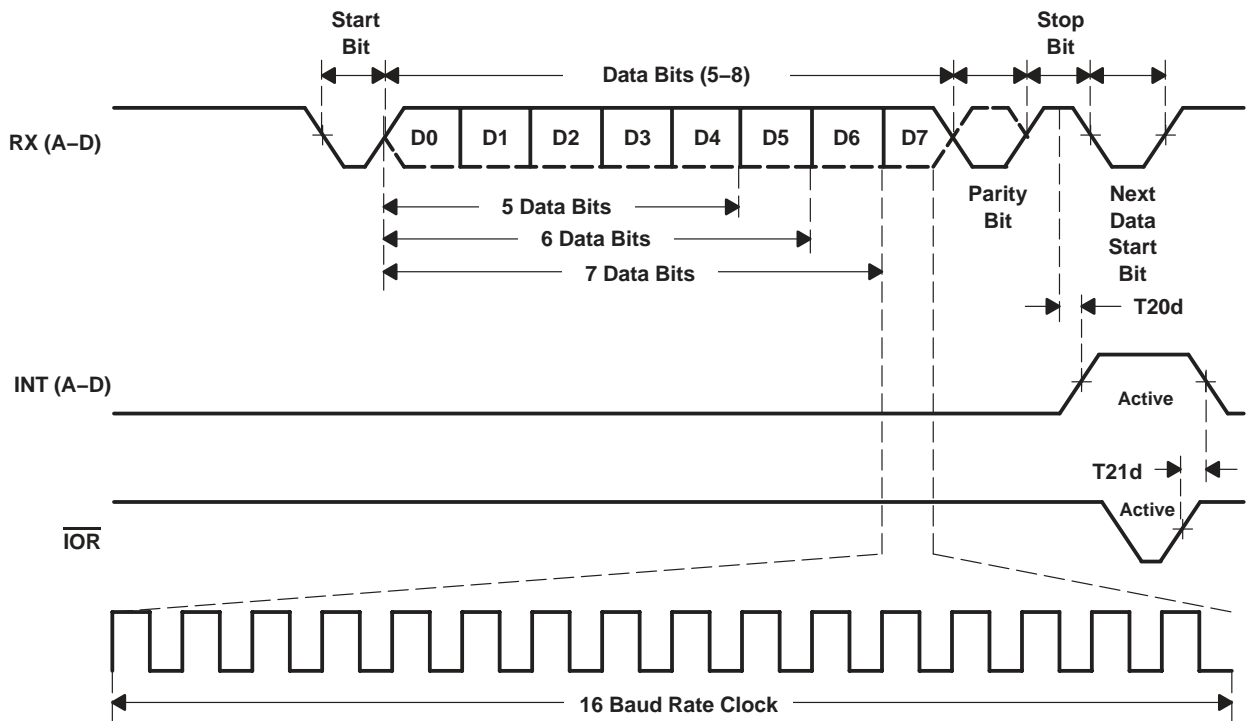 Start
Bit
Stop
Bit
Data Bits (5–8)
RX (A–D)
D0 D1 D2 D3 D4 D5 D6 D7
5 Data Bits
6 Data Bits
7 Data Bits
Parity
Bit
Next
Data
Start
Bit
T20d
INT (A–D)
Active
T21d
Active
IOR
16 Baud Rate Clock